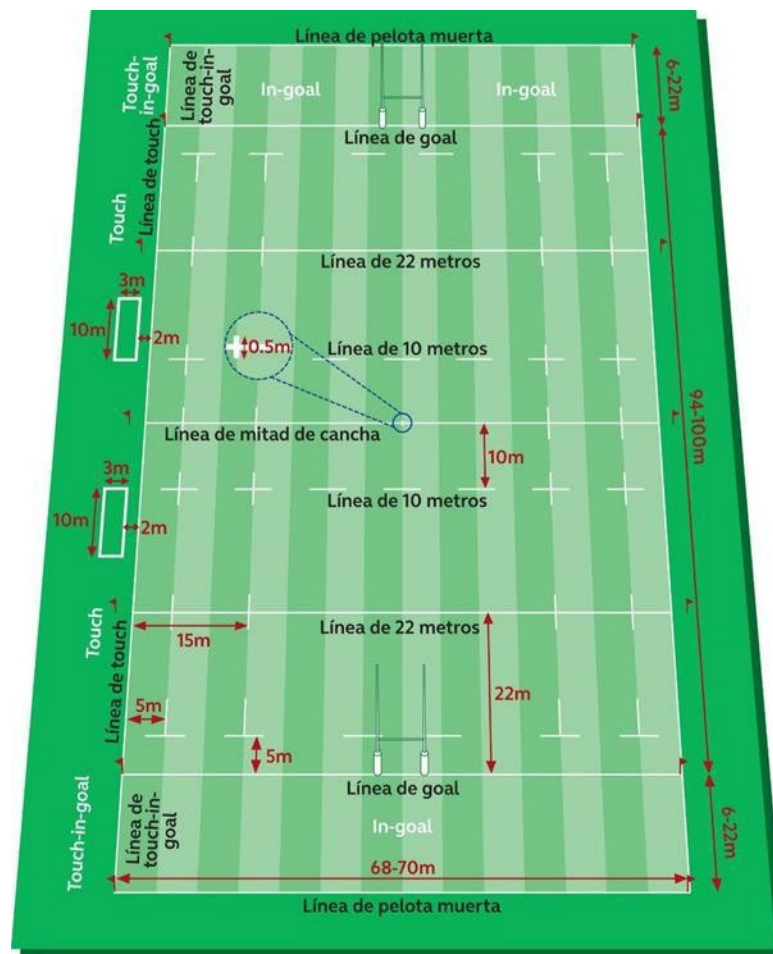 Línea de pelota muerta
Touch-
in-goal
Línea de
touch-in-
goal
In-goal
In-goal
6-22m
Línea de goal
Línea de touch
Touch
Línea de 22 metros
3m
10m
2m
0.5m
Línea de 10 metros
94-100m
Línea de mitad de cancha
10m
3m
10m
2m
Línea de 10 metros
Touch
Línea de touch
15m
Línea de 22 metros
22m
5m
5m
Línea de goal
Touch-in-goal
Línea de
touch-in-
goal
In-goal
6-22m
68-70m
Línea de pelota muerta